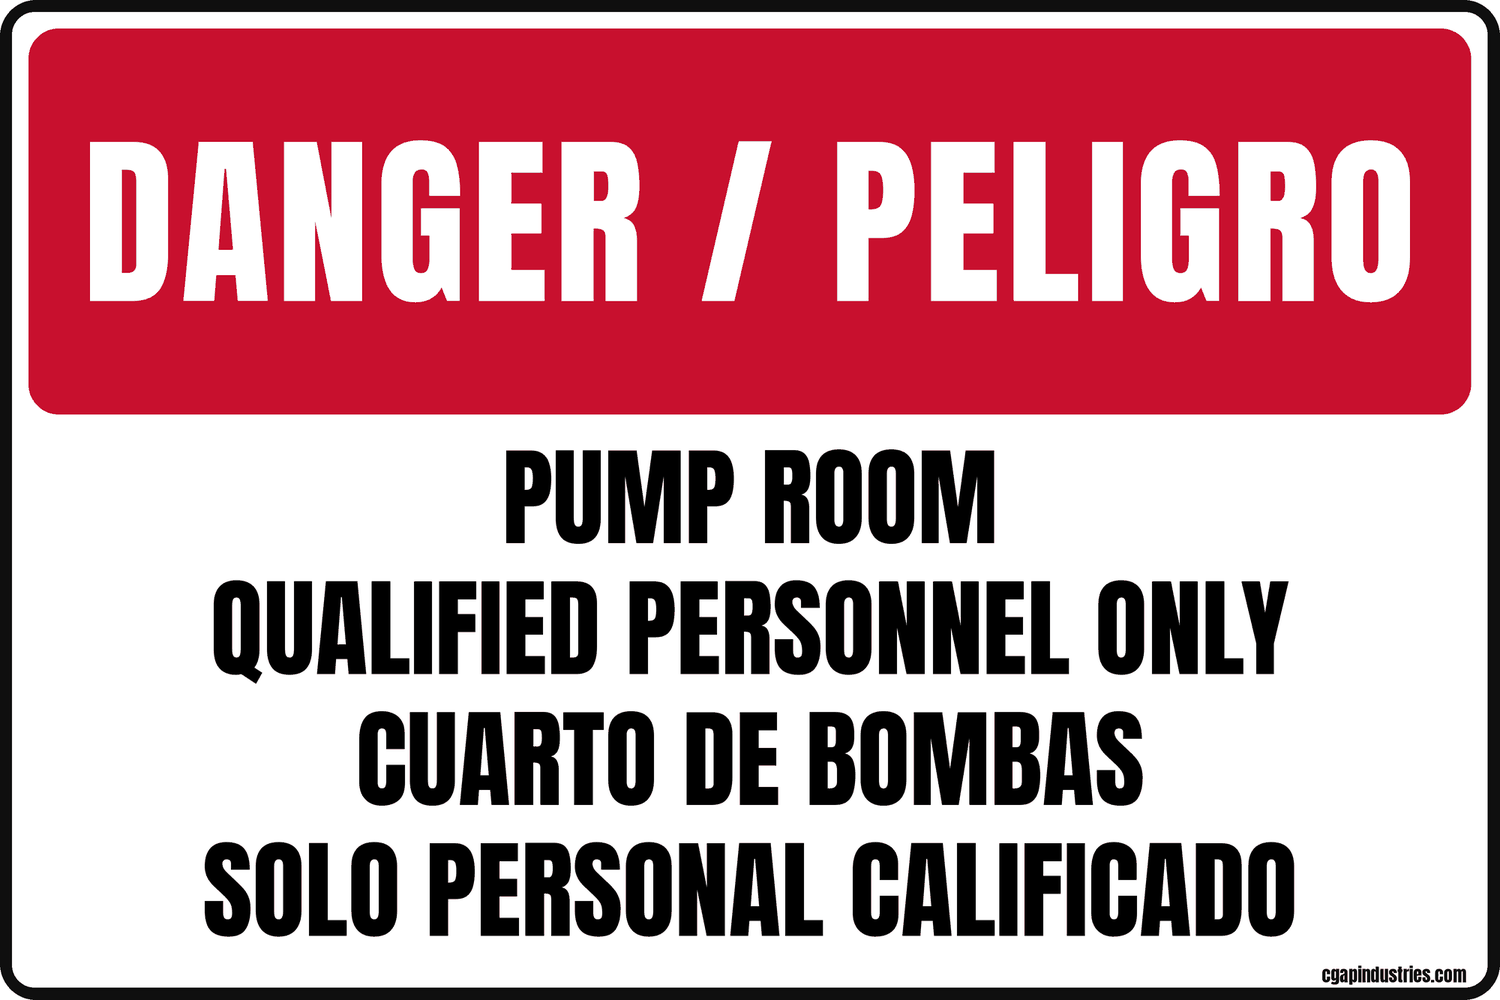 DANGER / PELIGRO
PUMP ROOM
QUALIFIED PERSONNEL ONLY
CUARTO DE BOMBAS
SOLO PERSONAL CALIFICADO
cgapindustries.com